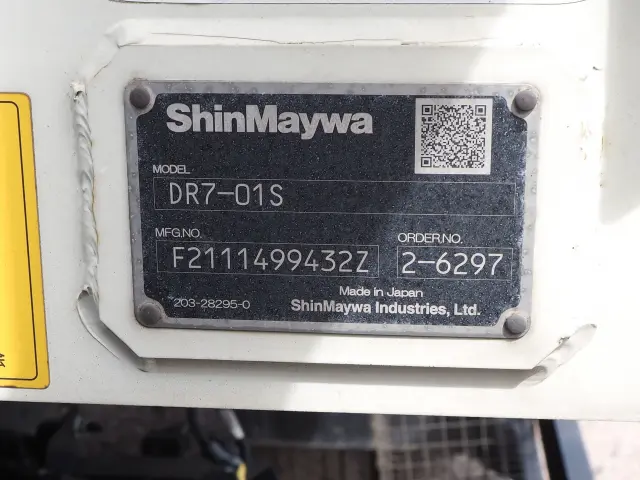 ShinMaywa
MODEL
DR7-01S
MFG.NO. ORDER.NO.
F2111499432Z 2-6297
Made in Japan
203-28295-0 ShinMaywa Industries, Ltd.